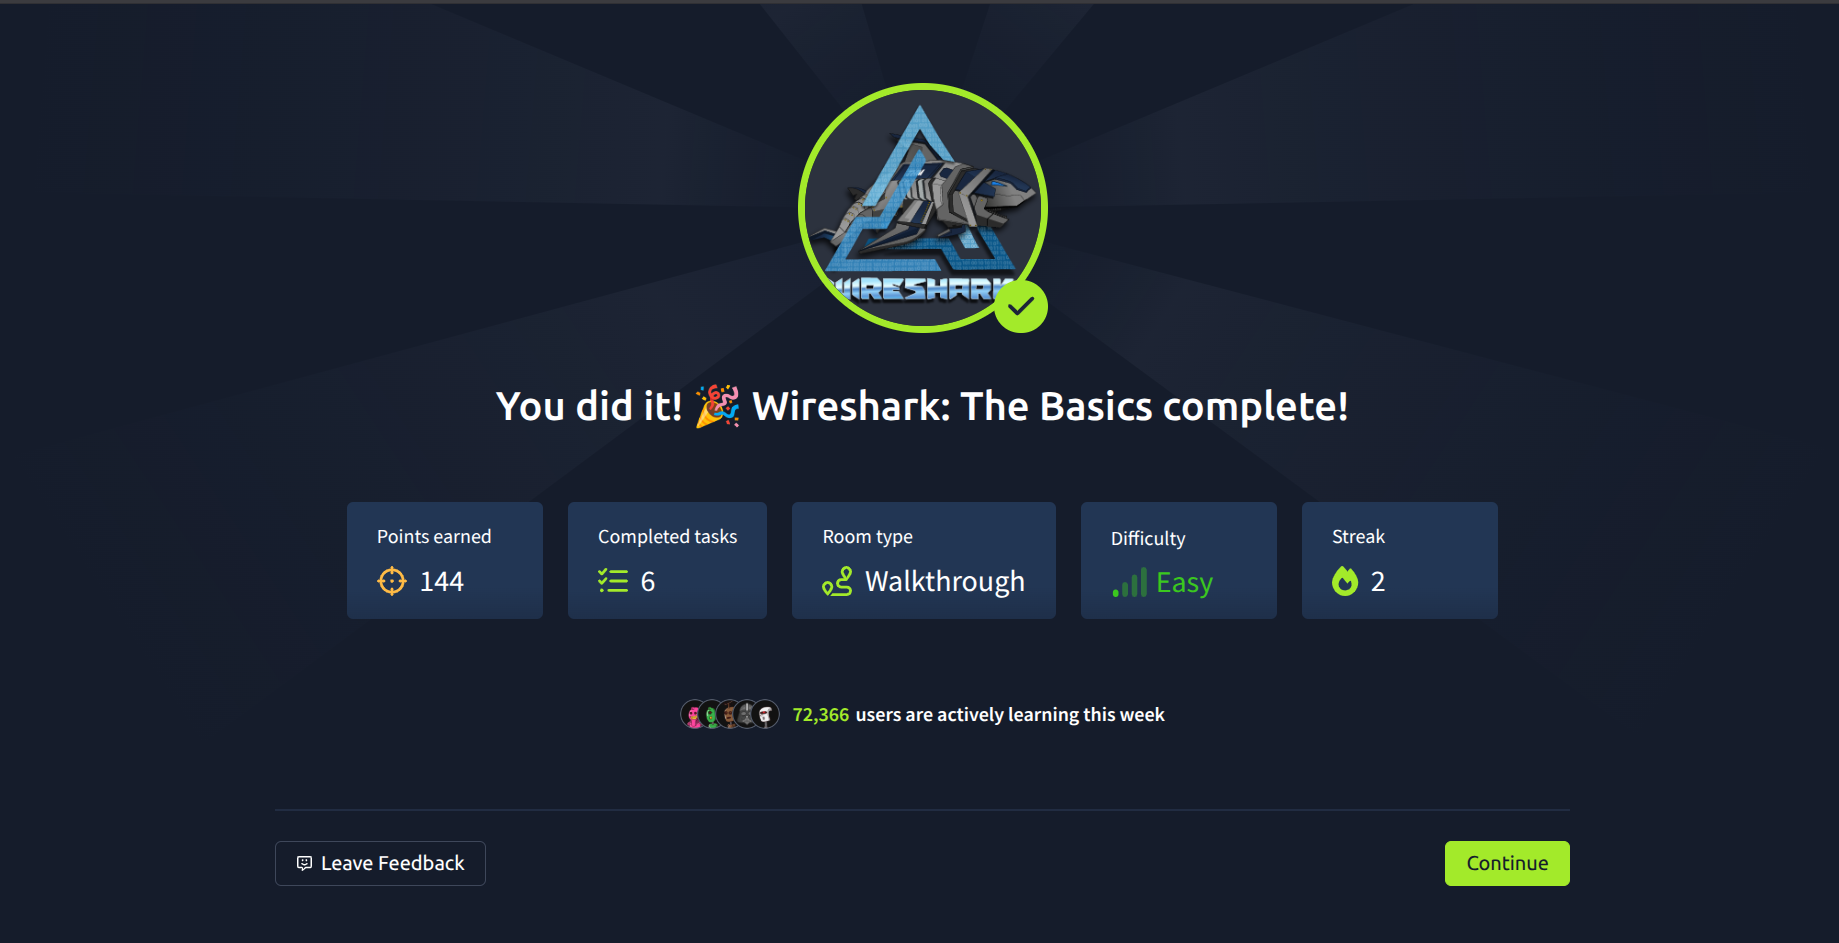 WIRESHARK
You did it! 🎉 Wireshark: The Basics complete!
Points earned
144
Completed tasks
6
Room type
Walkthrough
Difficulty
Easy
Streak
2
72,366 users are actively learning this week
Leave Feedback
Continue